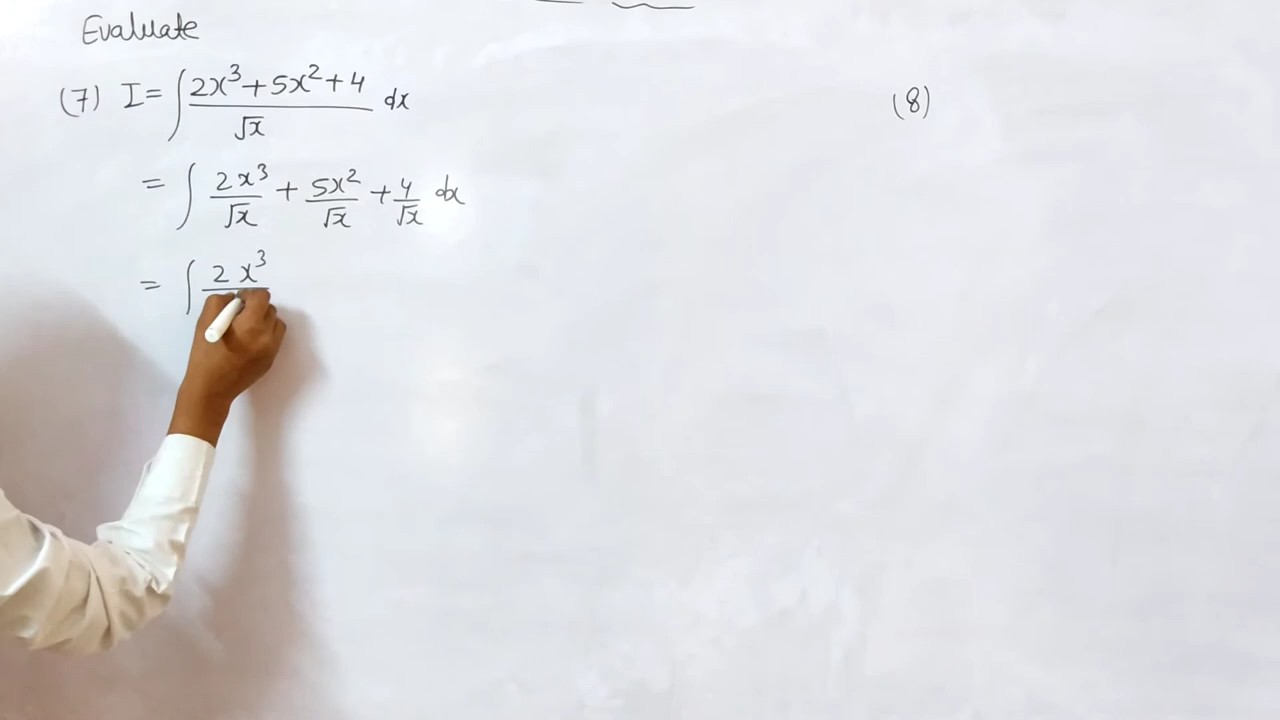 Evaluate
(7) I = ∫ (2x³ + 5x² + 4)/√x dx
= ∫ 2x³/√x + 5x²/√x + 4/√x dx
= ∫ 2x³
(8)